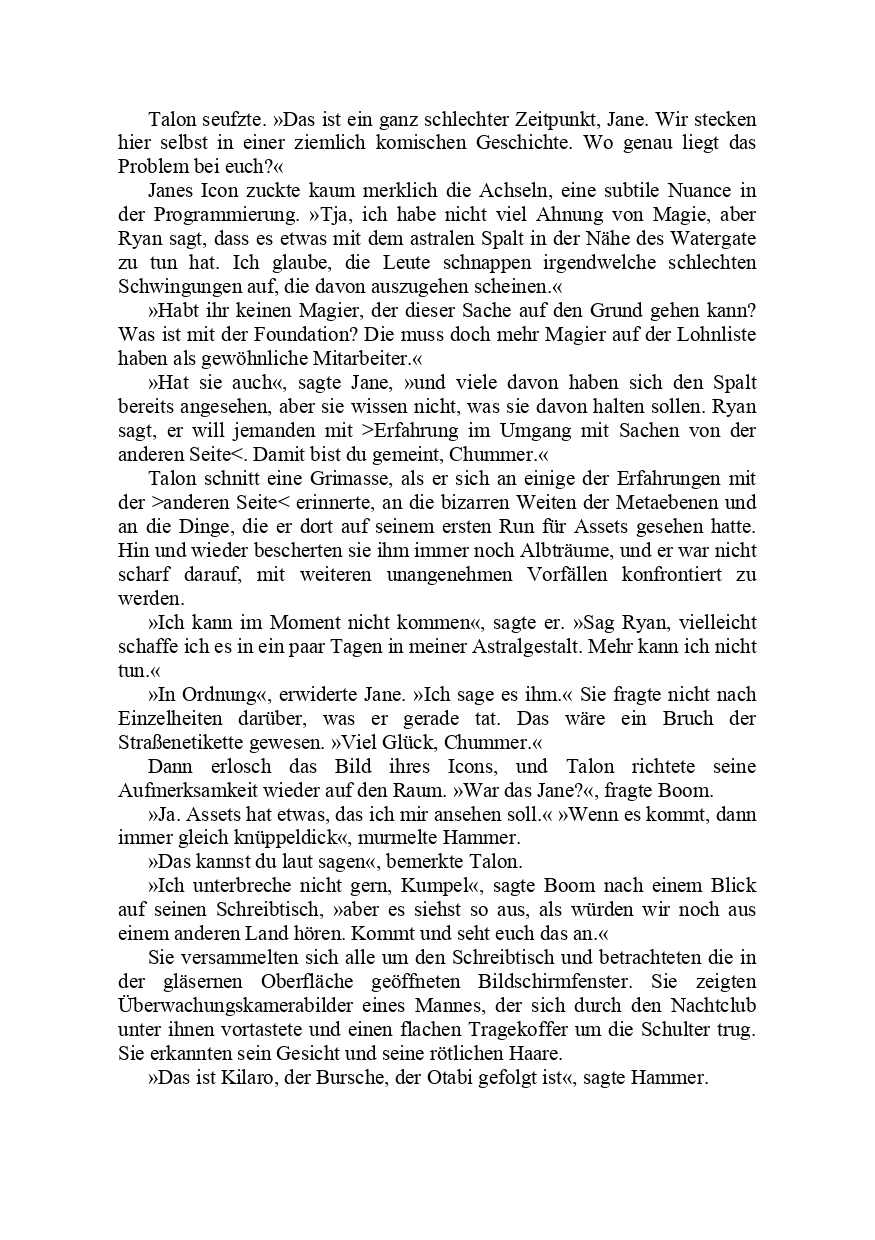 Talon seufzte. »Das ist ein ganz schlechter Zeitpunkt, Jane. Wir stecken
hier selbst in einer ziemlich komischen Geschichte. Wo genau liegt das
Problem bei euch?«
Janes Icon zuckte kaum merklich die Achseln, eine subtile Nuance in
der Programmierung. »Tja, ich habe nicht viel Ahnung von Magie, aber
Ryan sagt, dass es etwas mit dem astralen Spalt in der Nähe des Watergate
zu tun hat. Ich glaube, die Leute schnappen irgendwelche schlechten
Schwingungen auf, die davon auszugehen scheinen.«
»Habt ihr keinen Magier, der dieser Sache auf den Grund gehen kann?
Was ist mit der Foundation? Die muss doch mehr Magier auf der Lohnliste
haben als gewöhnliche Mitarbeiter.«
»Hat sie auch«, sagte Jane, »und viele davon haben sich den Spalt
bereits angesehen, aber sie wissen nicht, was sie davon halten sollen. Ryan
sagt, er will jemanden mit >Erfahrung im Umgang mit Sachen von der
anderen Seite<. Damit bist du gemeint, Chummer.«
Talon schnitt eine Grimasse, als er sich an einige der Erfahrungen mit
der >anderen Seite< erinnerte, an die bizarren Weiten der Metaebenen und
an die Dinge, die er dort auf seinem ersten Run für Assets gesehen hatte.
Hin und wieder bescherten sie ihm immer noch Albträume, und er war nicht
scharf darauf, mit weiteren unangenehmen Vorfällen konfrontiert zu
werden.
»Ich kann im Moment nicht kommen«, sagte er. »Sag Ryan, vielleicht
schaffe ich es in ein paar Tagen in meiner Astralgestalt. Mehr kann ich nicht
tun.«
»In Ordnung«, erwiderte Jane. »Ich sage es ihm.« Sie fragte nicht nach
Einzelheiten darüber, was er gerade tat. Das wäre ein Bruch der
Straßenetikette gewesen. »Viel Glück, Chummer.«
Dann erlosch das Bild ihres Icons, und Talon richtete seine
Aufmerksamkeit wieder auf den Raum. »War das Jane?«, fragte Boom.
»Ja. Assets hat etwas, das ich mir ansehen soll.« »Wenn es kommt, dann
immer gleich knüppeldick«, murmelte Hammer.
»Das kannst du laut sagen«, bemerkte Talon.
»Ich unterbreche nicht gern, Kumpel«, sagte Boom nach einem Blick
auf seinen Schreibtisch, »aber es siehst so aus, als würden wir noch aus
einem anderen Land hören. Kommt und seht euch das an.«
Sie versammelten sich alle um den Schreibtisch und betrachteten die in
der gläsernen Oberfläche geöffneten Bildschirmfenster. Sie zeigten
Überwachungskamerabilder eines Mannes, der sich durch den Nachtclub
unter ihnen vortastete und einen flachen Tragekoffer um die Schulter trug.
Sie erkannten sein Gesicht und seine rötlichen Haare.
»Das ist Kilaro, der Bursche, der Otabi gefolgt ist«, sagte Hammer.